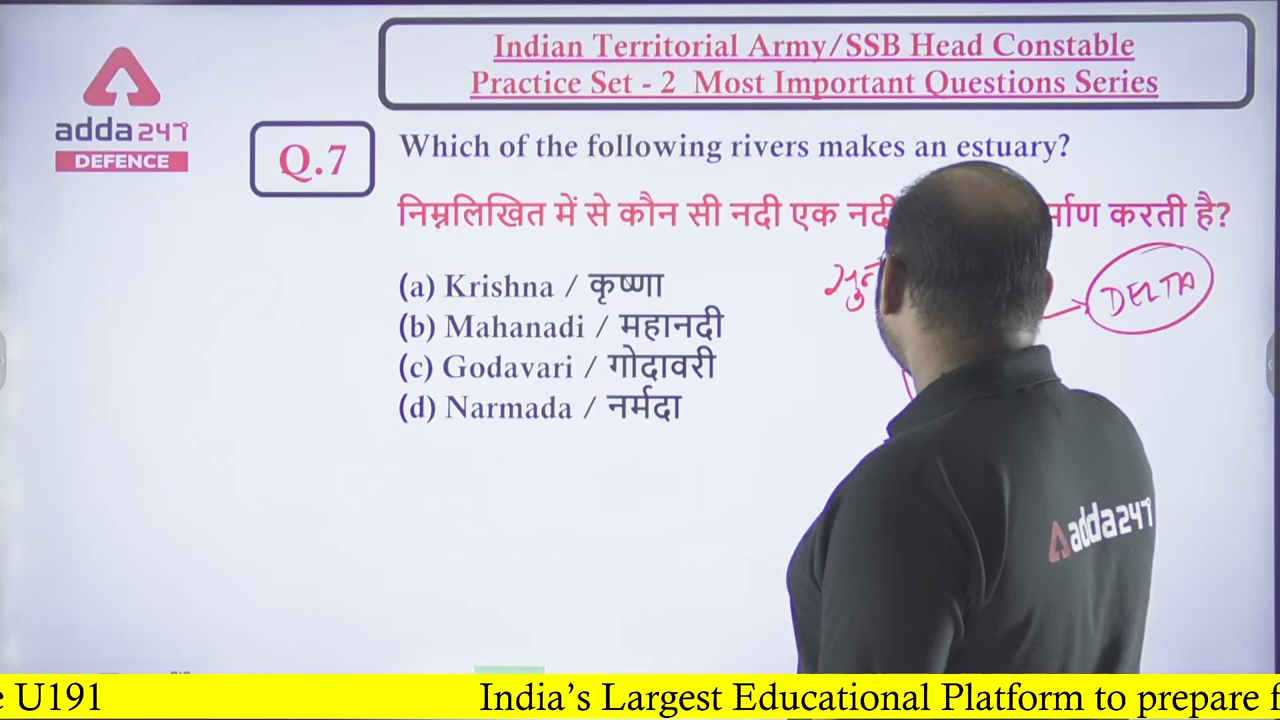 Indian Territorial Army/SSB Head Constable
Practice Set - 2 Most Important Questions Series
adda247
DEFENCE
Q.7
Which of the following rivers makes an estuary?
निम्नलिखित में से कौन सी नदी एक करती है?
(a) Krishna / कृष्णा
(b) Mahanadi / महानदी
(c) Godavari / गोदावरी
(d) Narmada / नर्मदा
DELTA
adda247
U191
India's Largest Educational Platform to prepare